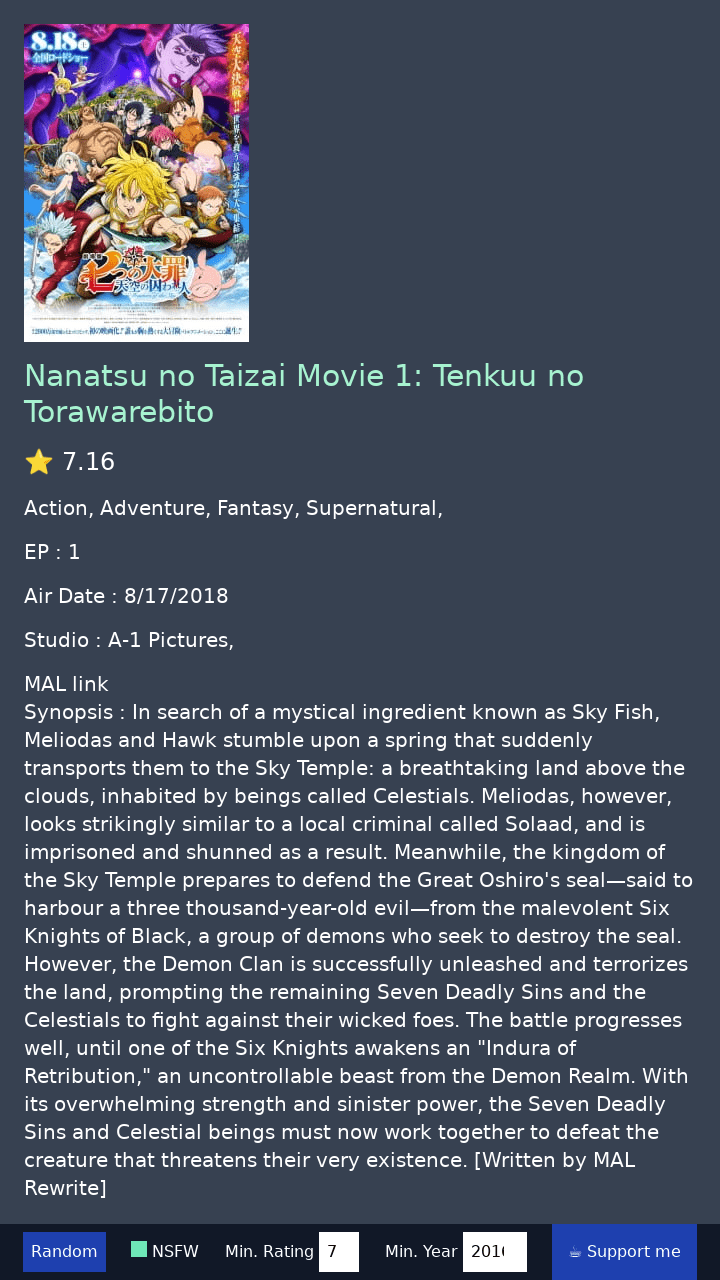 8.18
全国ロードショー
天空大決戦!!
劇場版
七つの大罪
天空の囚われ人
Nanatsu no Taizai Movie 1: Tenkuu no
Torawarebito
⭐ 7.16
Action, Adventure, Fantasy, Supernatural,
EP : 1
Air Date : 8/17/2018
Studio : A-1 Pictures,
MAL link
Synopsis : In search of a mystical ingredient known as Sky Fish,
Meliodas and Hawk stumble upon a spring that suddenly
transports them to the Sky Temple: a breathtaking land above the
clouds, inhabited by beings called Celestials. Meliodas, however,
looks strikingly similar to a local criminal called Solaad, and is
imprisoned and shunned as a result. Meanwhile, the kingdom of
the Sky Temple prepares to defend the Great Oshiro's seal—said to
harbour a three thousand-year-old evil—from the malevolent Six
Knights of Black, a group of demons who seek to destroy the seal.
However, the Demon Clan is successfully unleashed and terrorizes
the land, prompting the remaining Seven Deadly Sins and the
Celestials to fight against their wicked foes. The battle progresses
well, until one of the Six Knights awakens an "Indura of
Retribution," an uncontrollable beast from the Demon Realm. With
its overwhelming strength and sinister power, the Seven Deadly
Sins and Celestial beings must now work together to defeat the
creature that threatens their very existence. [Written by MAL
Rewrite]
Random NSFW Min. Rating 7 Min. Year 2016 ☕ Support me